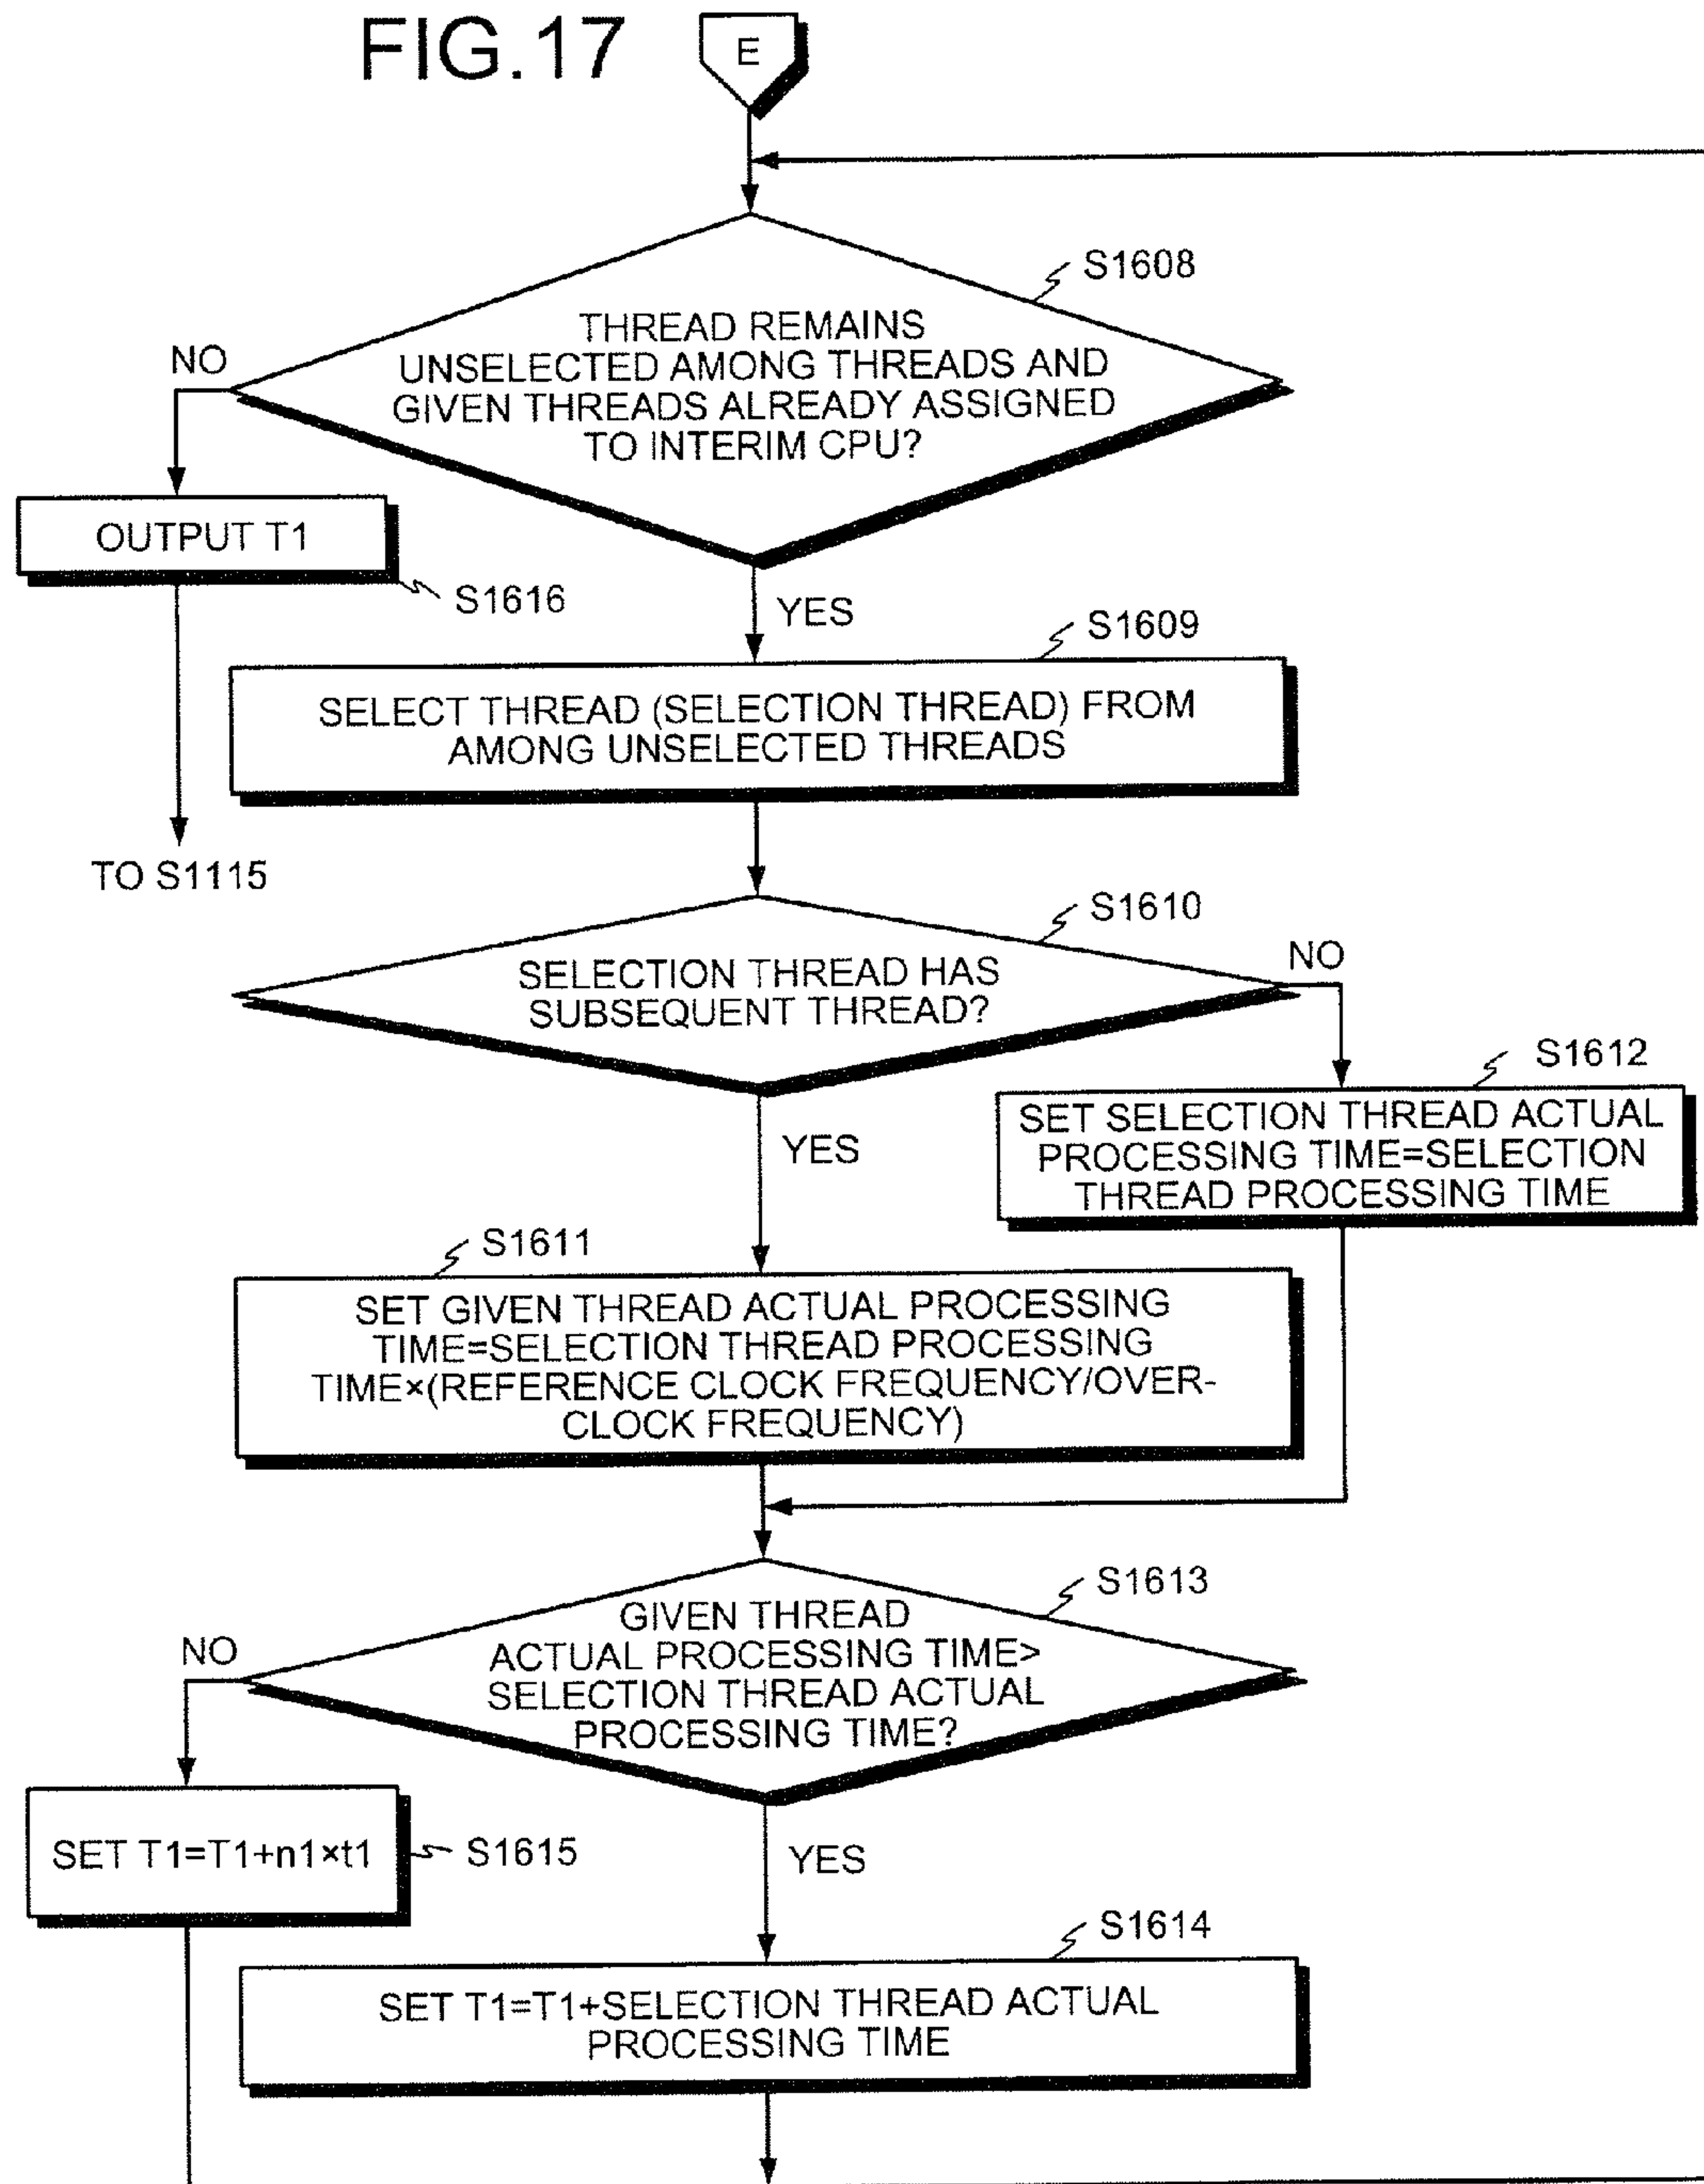 FIG.17
E
S1608
THREAD REMAINS
UNSELECTED AMONG THREADS AND
GIVEN THREADS ALREADY ASSIGNED
TO INTERIM CPU?
NO
OUTPUT T1
S1616
YES
TO S1115
S1609
SELECT THREAD (SELECTION THREAD) FROM
AMONG UNSELECTED THREADS
S1610
SELECTION THREAD HAS
SUBSEQUENT THREAD?
NO
S1612
SET SELECTION THREAD ACTUAL
PROCESSING TIME=SELECTION
THREAD PROCESSING TIME
YES
S1611
SET GIVEN THREAD ACTUAL PROCESSING
TIME=SELECTION THREAD PROCESSING
TIME×(REFERENCE CLOCK FREQUENCY/OVER-
CLOCK FREQUENCY)
S1613
GIVEN THREAD
ACTUAL PROCESSING TIME>
SELECTION THREAD ACTUAL
PROCESSING TIME?
NO
SET T1=T1+n1×t1
S1615
YES
S1614
SET T1=T1+SELECTION THREAD ACTUAL
PROCESSING TIME